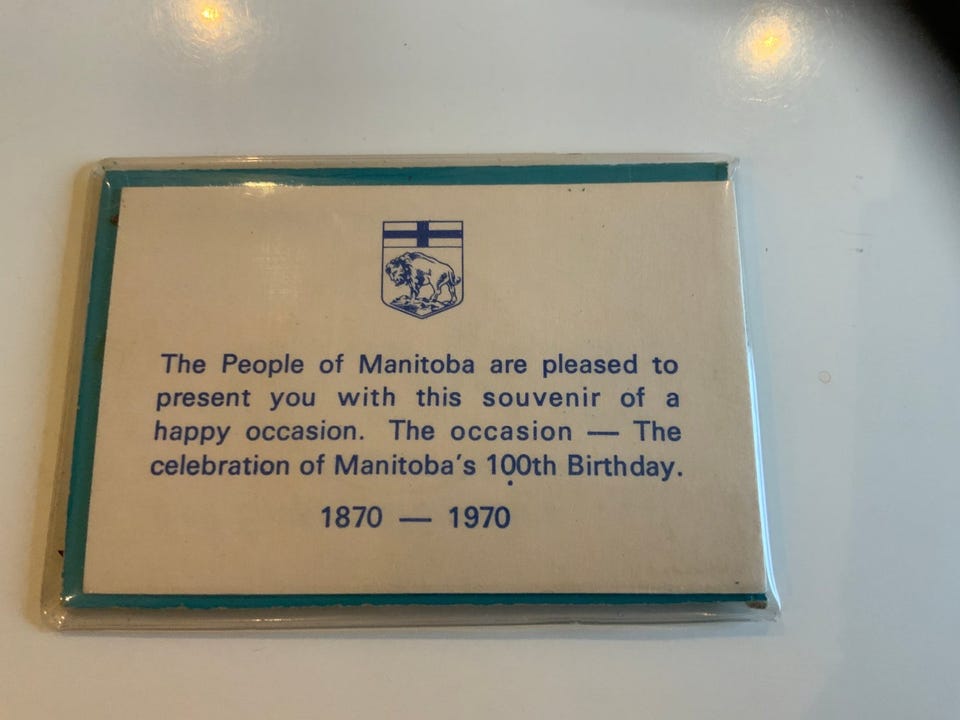 The People of Manitoba are pleased to
present you with this souvenir of a
happy occasion. The occasion — The
celebration of Manitoba's 100th Birthday.
1870 — 1970